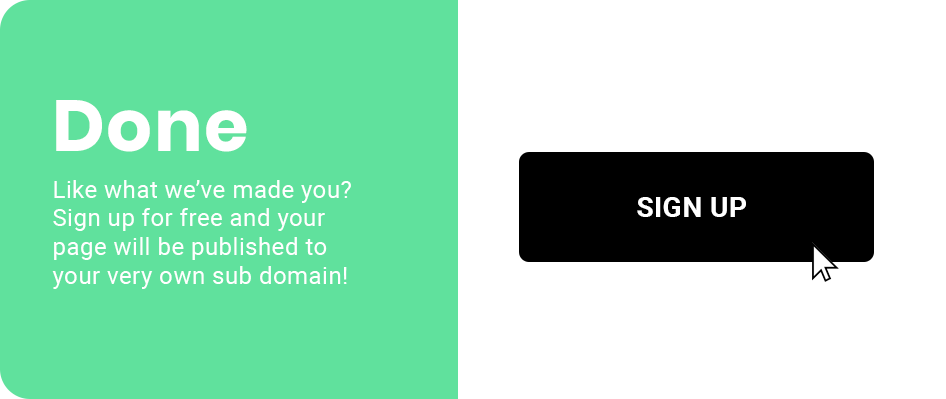 Done
Like what we’ve made you?
Sign up for free and your
page will be published to
your very own sub domain!
SIGN UP